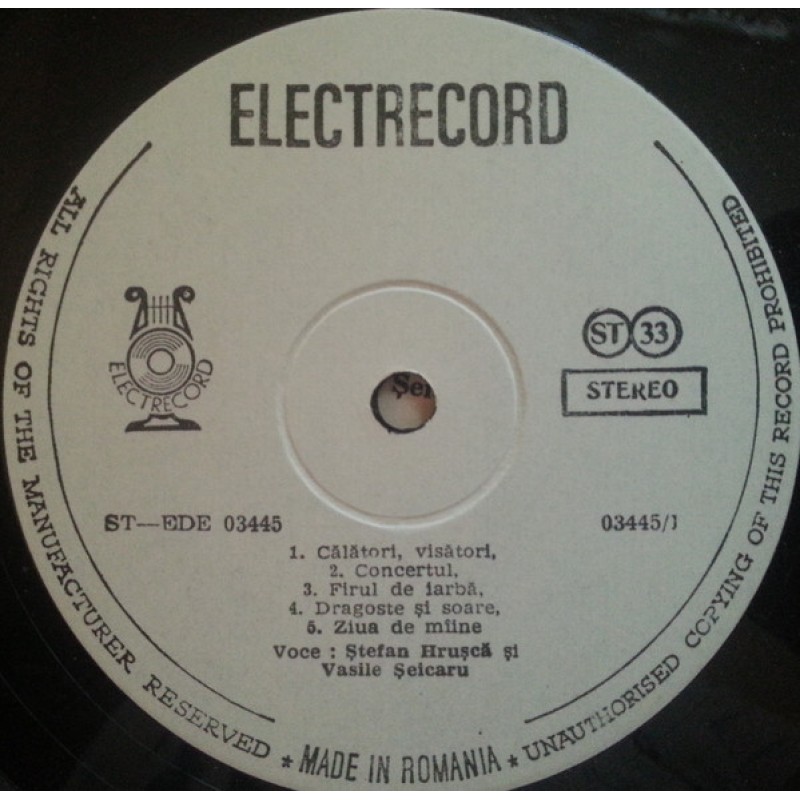 ELECTRECORD
ALL RIGHTS OF THE MANUFACTURER RESERVED * MADE IN ROMANIA * UNAUTHORISED COPYING OF THIS RECORD PROHIBITED
ELECTRECORD
ST 33
STEREO
Şei
ST—EDE 03445
03445/1
1. Călători, visători,
2. Concertul,
3. Firul de iarbă,
4. Dragoste şi soare,
5. Ziua de mîine
Voce : Ştefan Hruşcă şi
Vasile Şeicaru